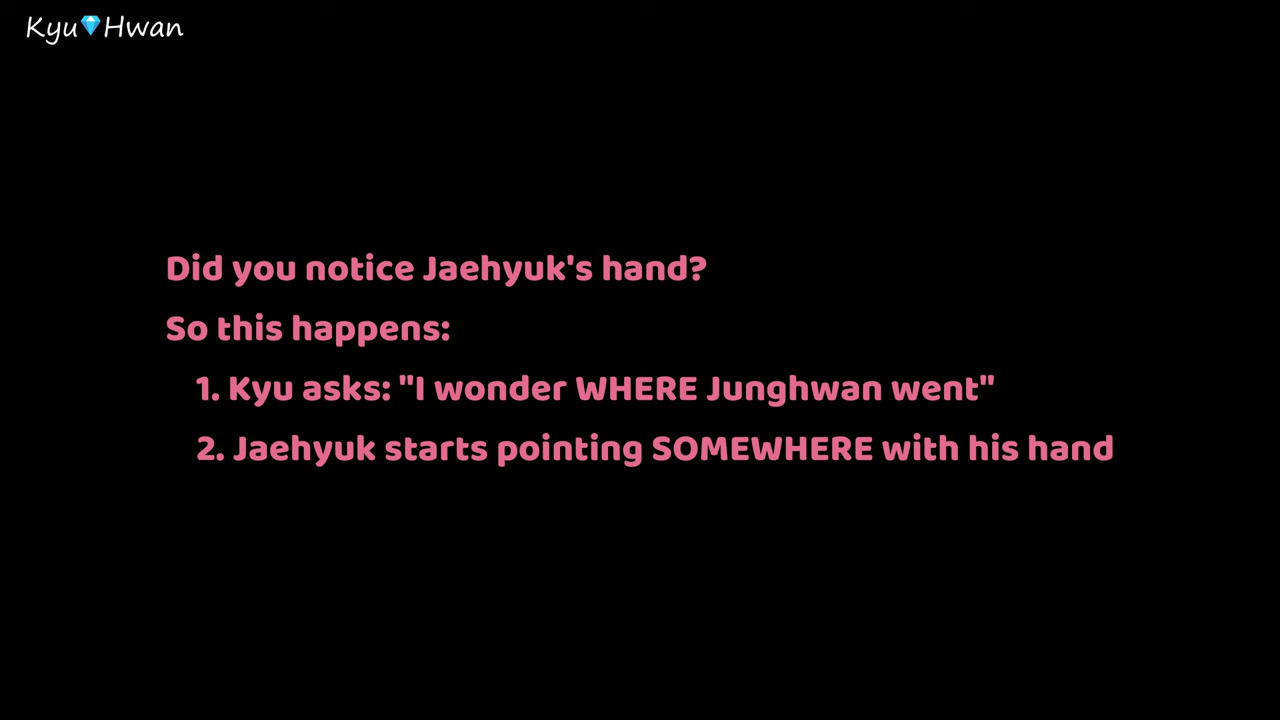 Kyu💎Hwan
Did you notice Jaehyuk's hand?
So this happens:
1. Kyu asks: "I wonder WHERE Junghwan went"
2. Jaehyuk starts pointing SOMEWHERE with his hand